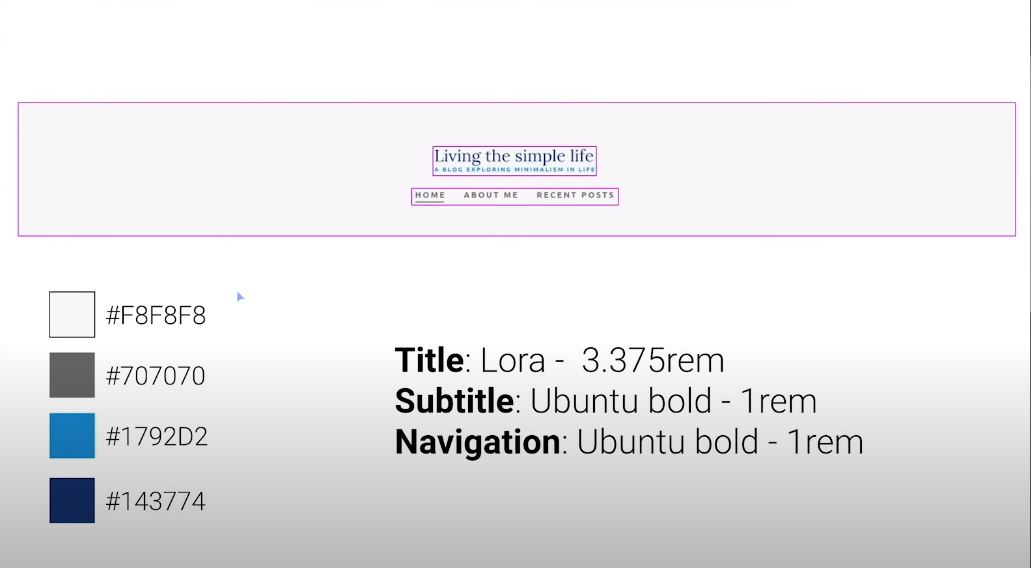 Living the simple life
A BLOG EXPLORING MINIMALISM IN LIFE
HOME ABOUT ME RECENT POSTS
#F8F8F8
#707070
#1792D2
#143774
Title: Lora - 3.375rem
Subtitle: Ubuntu bold - 1rem
Navigation: Ubuntu bold - 1rem